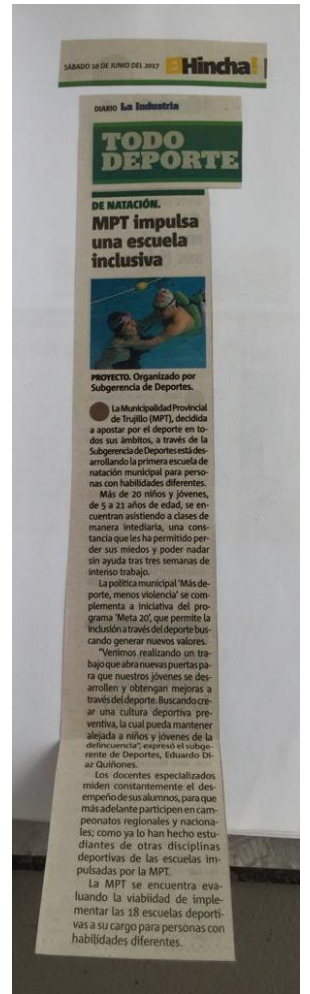 SÁBADO 10 DE JUNIO DEL 2017 El Hincha!
DIARIO La Industria
TODO
DEPORTE
DE NATACIÓN.
MPT impulsa
una escuela
inclusiva
PROYECTO. Organizado por
Subgerencia de Deportes.
La Municipalidad Provincial
de Trujillo (MPT), decidida
a apostar por el deporte en to-
dos sus ámbitos, a través de la
Subgerencia de Deportes está des-
arrollando la primera escuela de
natación municipal para perso-
nas con habilidades diferentes.
Más de 20 niños y jóvenes,
de 5 a 21 años de edad, se en-
cuentran asistiendo a clases de
manera intediaria, una cons-
tancia que les ha permitido per-
der sus miedos y poder nadar
sin ayuda tras tres semanas de
intenso trabajo.
La política municipal 'Más de-
porte, menos violencia' se com-
plementa a iniciativa del pro-
grama 'Meta 20', que permite la
inclusión a través del deporte bus-
cando generar nuevos valores.
"Venimos realizando un tra-
bajo que abra nuevas puertas pa-
ra que nuestros jóvenes se des-
arrollen y obtengan mejoras a
través del deporte. Buscando cre-
ar una cultura deportiva pre-
ventiva, la cual pueda mantener
alejada a niños y jóvenes de la
delincuencia", expresó el subge-
rente de Deportes, Eduardo Dí-
az Quiñones.
Los docentes especializados
miden constantemente el des-
empeño de sus alumnos, para que
más adelante participen en cam-
peonatos regionales y naciona-
les; como ya lo han hecho estu-
diantes de otras disciplinas
deportivas de las escuelas im-
pulsadas por la MPT.
La MPT se encuentra eva-
luando la viabiidad de imple-
mentar las 18 escuelas deporti-
vas a su cargo para personas con
habilidades diferentes.